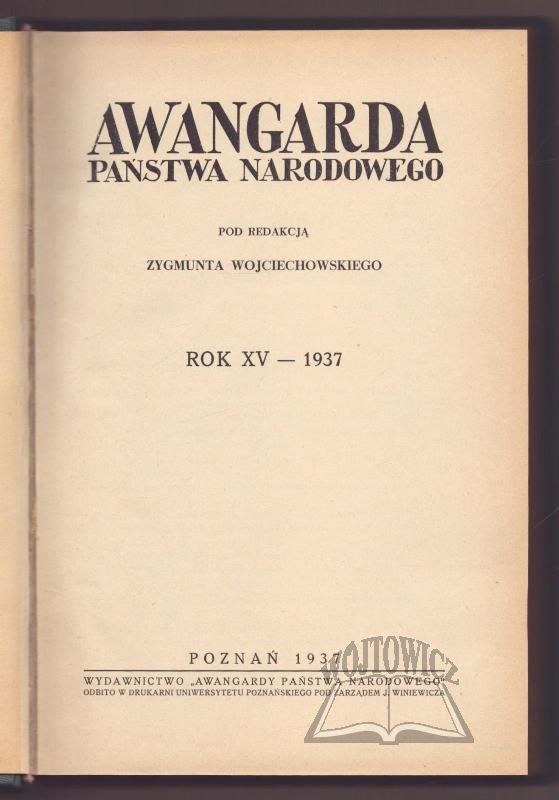 AWANGARDA
PAŃSTWA NARODOWEGO
POD REDAKCJĄ
ZYGMUNTA WOJCIECHOWSKIEGO
ROK XV — 1937
POZNAŃ 1937
WYDAWNICTWO „AWANGARDY PAŃSTWA NARODOWEGO"
ODBITO W DRUKARNI UNIWERSYTETU POZNAŃSKIEGO POD ZARZĄDEM J. WINIEWICZA
WÓJTOWICZ